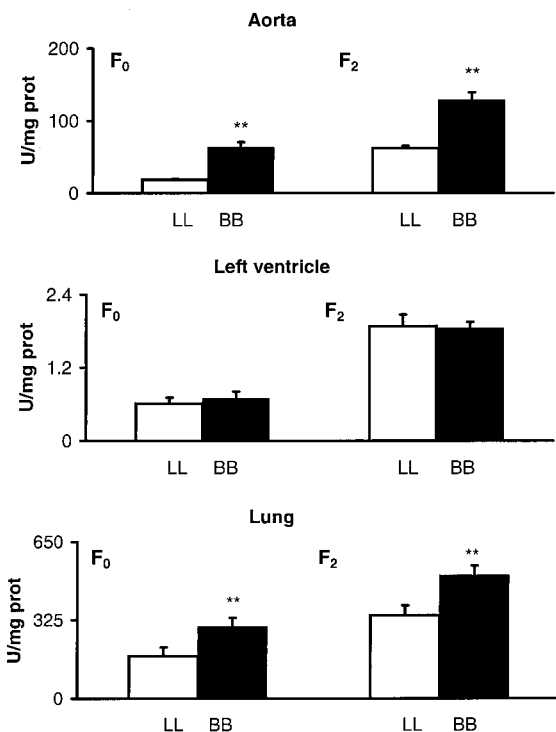 Aorta
200
100
0
U/mg prot
F0
F2
**
**
LL BB
LL BB
Left ventricle
2.4
1.2
0
U/mg prot
F0
F2
LL BB
LL BB
Lung
650
325
0
U/mg prot
F0
F2
**
**
LL BB
LL BB